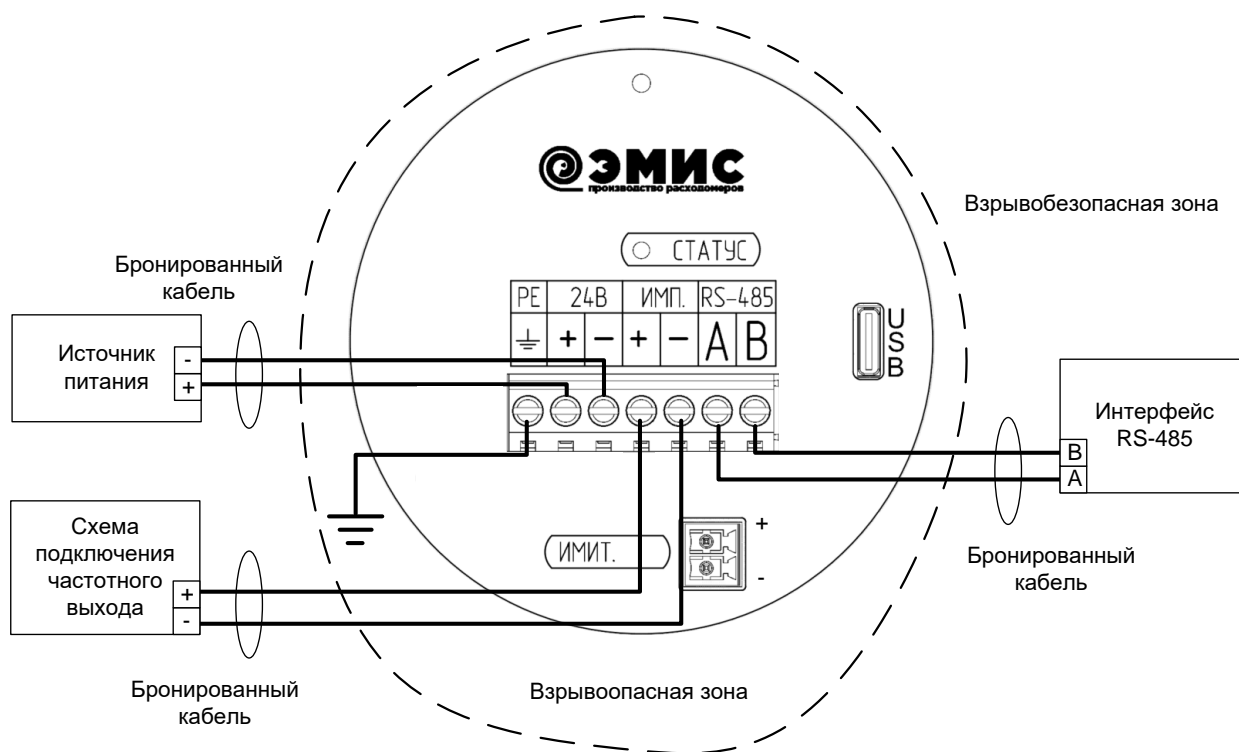 ЭМИС
производство расходомеров
Взрывобезопасная зона
СТАТУС
Бронированный
кабель
PE 24В ИМП. RS-485
+ - + - A B
USB
Источник
питания
-
+
Интерфейс
RS-485
B
A
Схема
подключения
частотного
выхода
+
-
ИМИТ.
+
-
Бронированный
кабель
Бронированный
кабель
Взрывоопасная зона